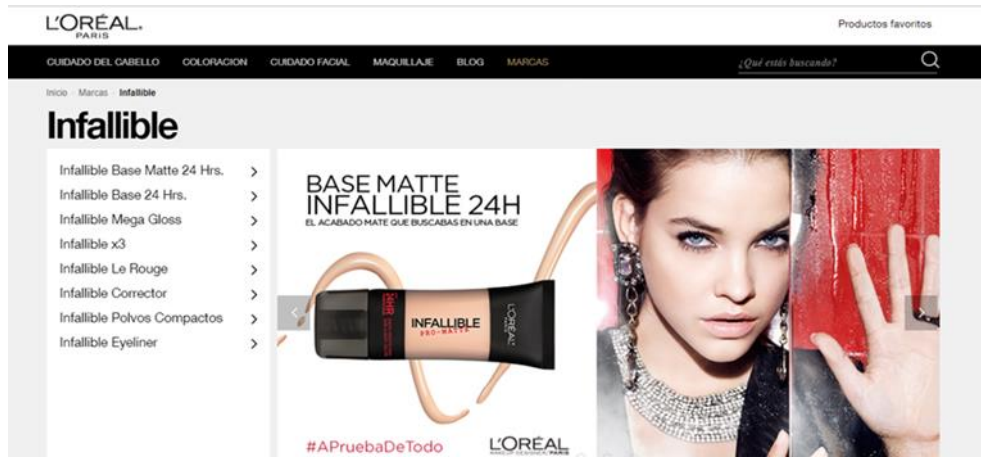 L'ORÉAL.
PARIS
Productos favoritos
CUIDADO DEL CABELLO COLORACION CUIDADO FACIAL MAQUILLAJE BLOG MARCAS
¿Qué estás buscando?
Inicio · Marcas · Infallible
Infallible
Infallible Base Matte 24 Hrs.
Infallible Base 24 Hrs.
Infallible Mega Gloss
Infallible x3
Infallible Le Rouge
Infallible Corrector
Infallible Polvos Compactos
Infallible Eyeliner
BASE MATTE
INFALLIBLE 24H
EL ACABADO MATE QUE BUSCABAS EN UNA BASE
INFALLIBLE
PRO-MATTE
L'ORÉAL
#APruebaDeTodo
L'ORÉAL
PARIS